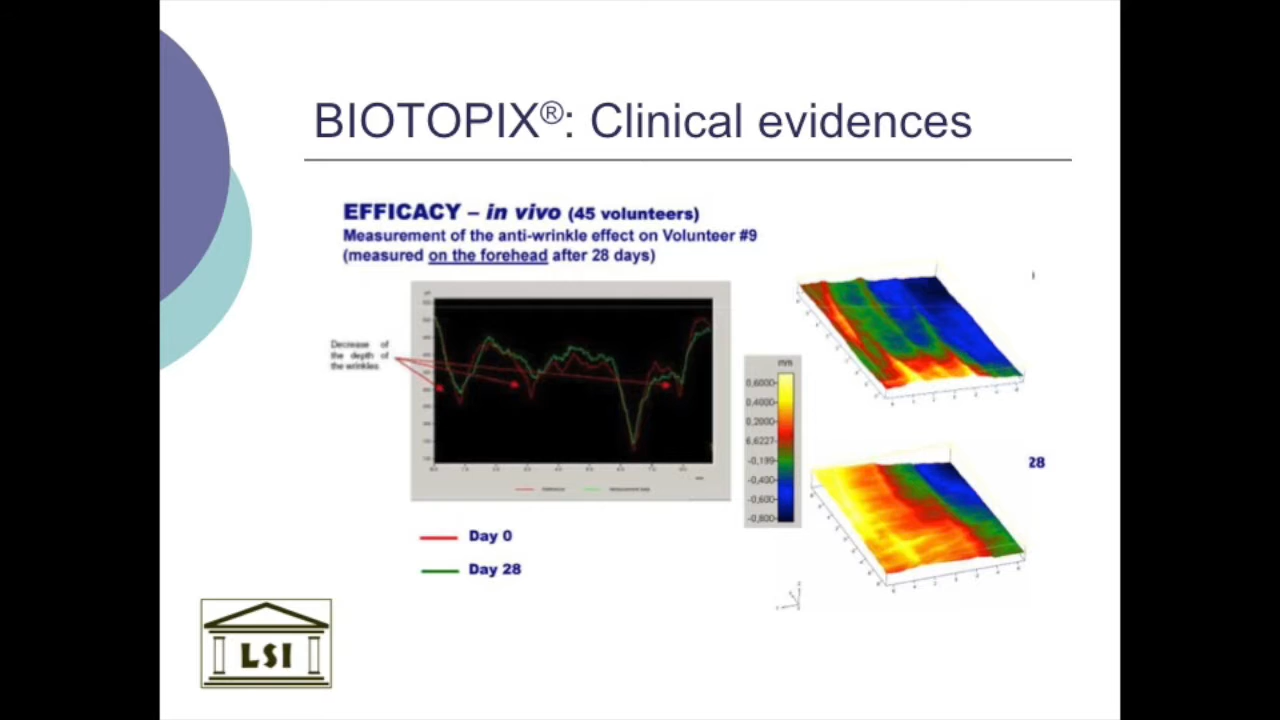 BIOTOPIX®: Clinical evidences
EFFICACY – in vivo (45 volunteers)
Measurement of the anti-wrinkle effect on Volunteer #9
(measured on the forehead after 28 days)
Decrease of
the depth of
the wrinkles
mm
0,6000
0,4000
0,2000
6,6227
-0,199
-0,400
-0,600
-0,800
28
Day 0
Day 28
LSI